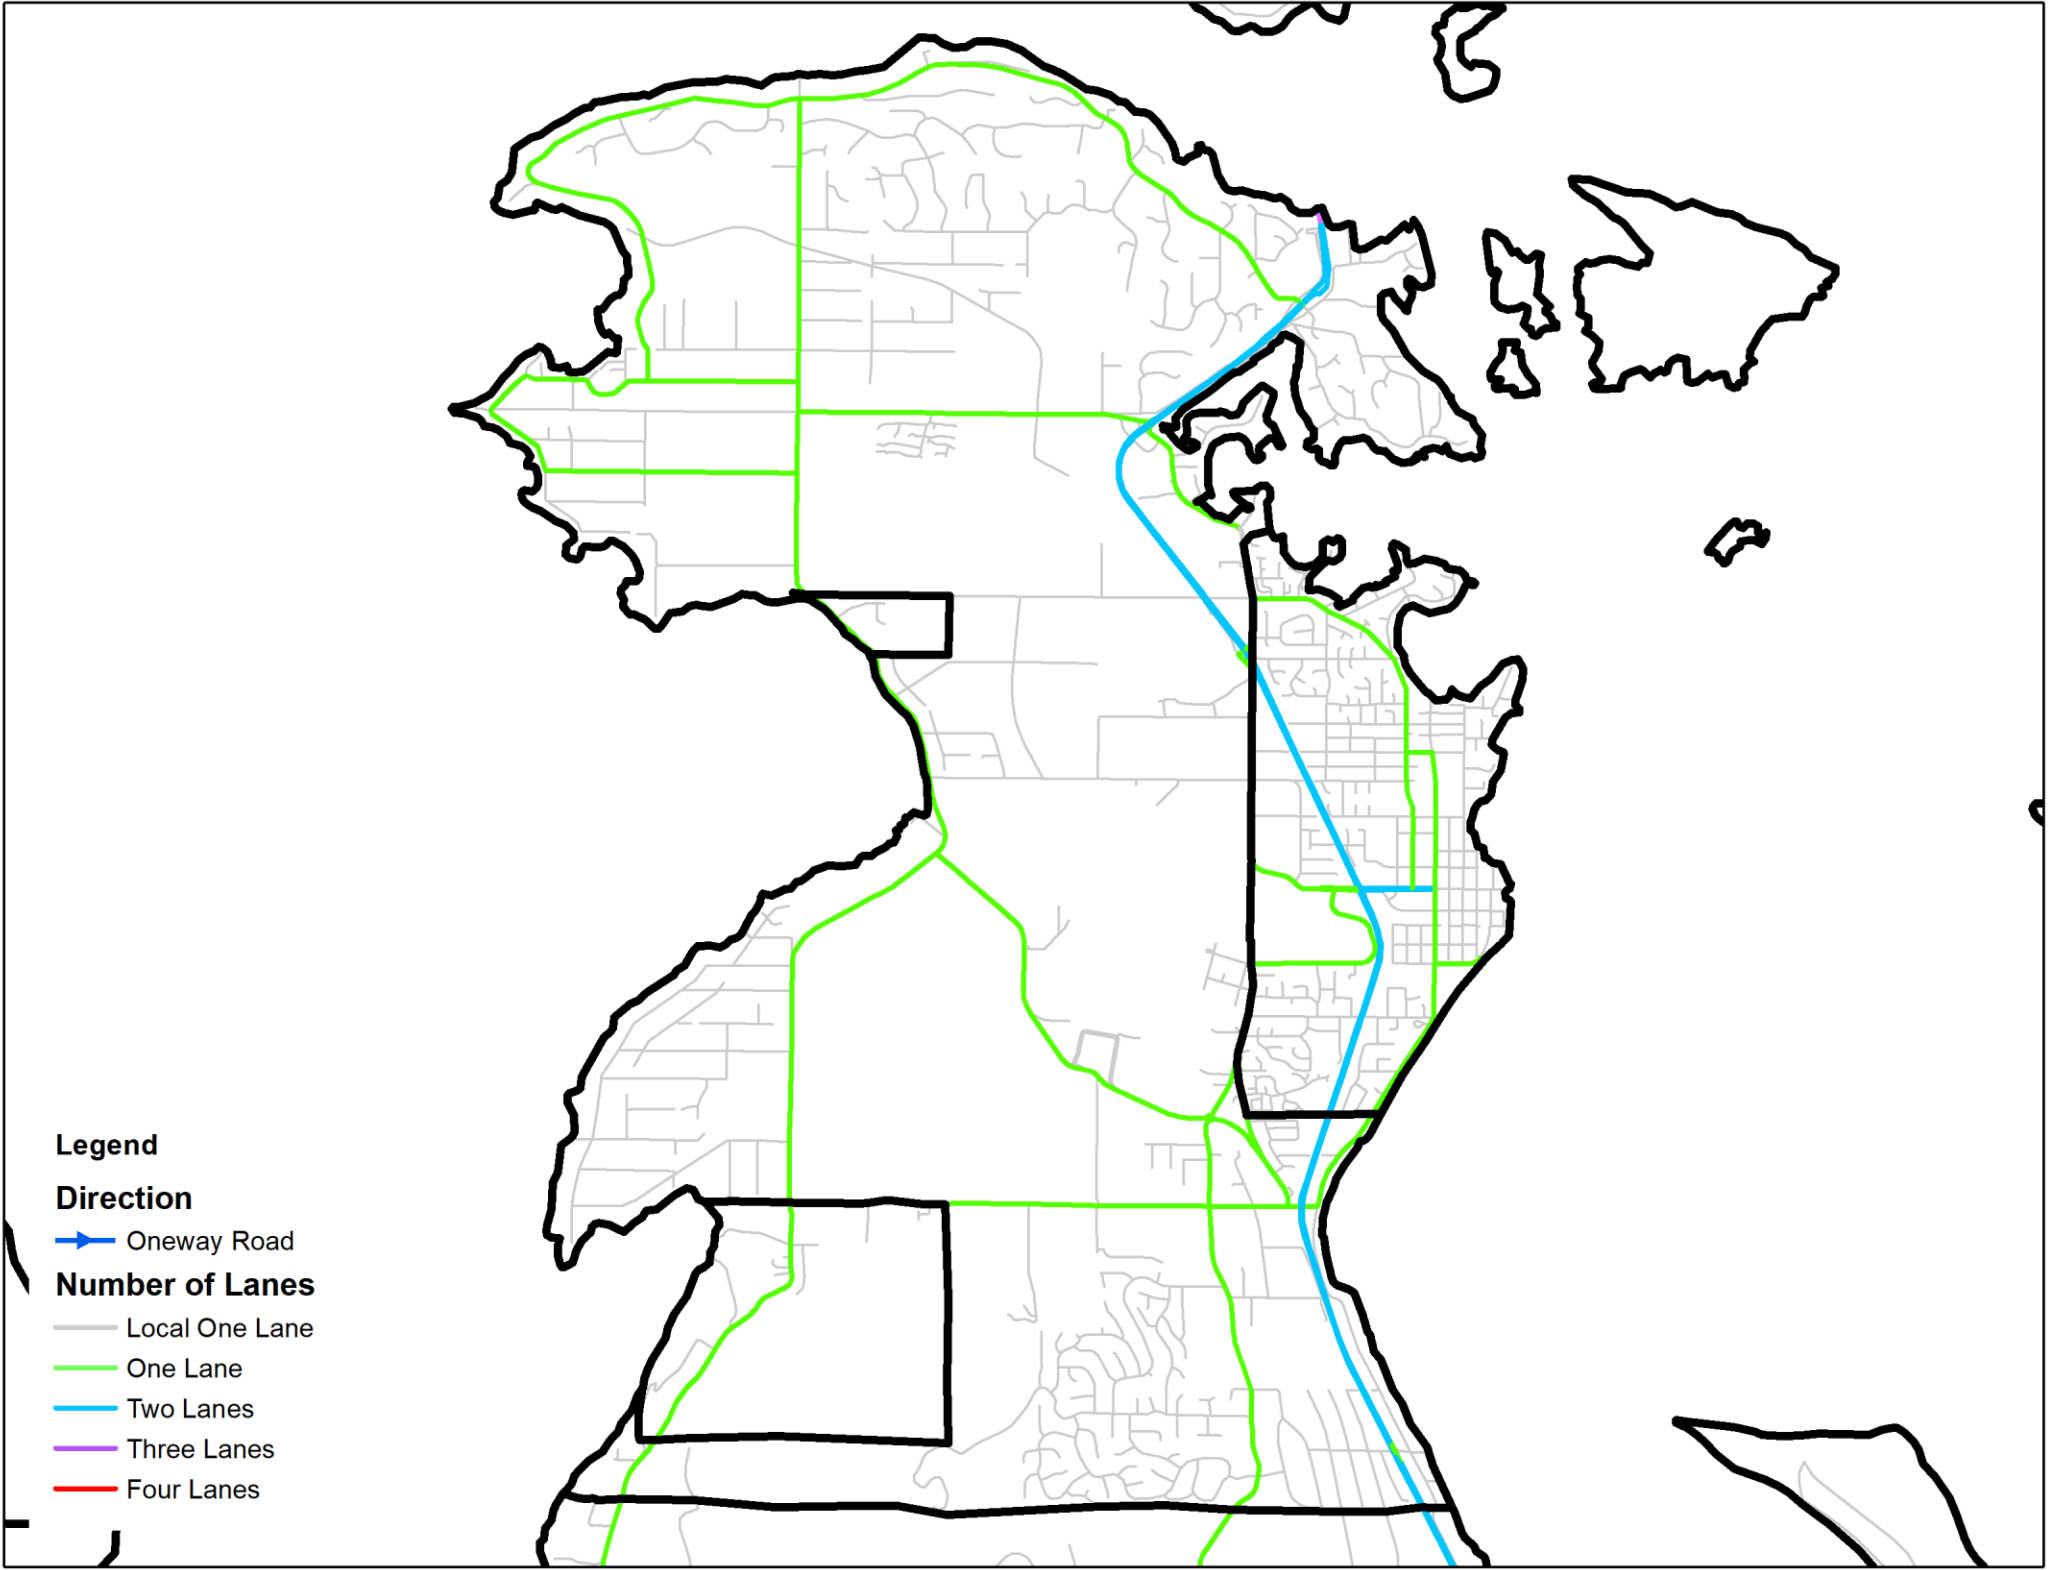 Legend
Direction
Oneway Road
Number of Lanes
Local One Lane
One Lane
Two Lanes
Three Lanes
Four Lanes